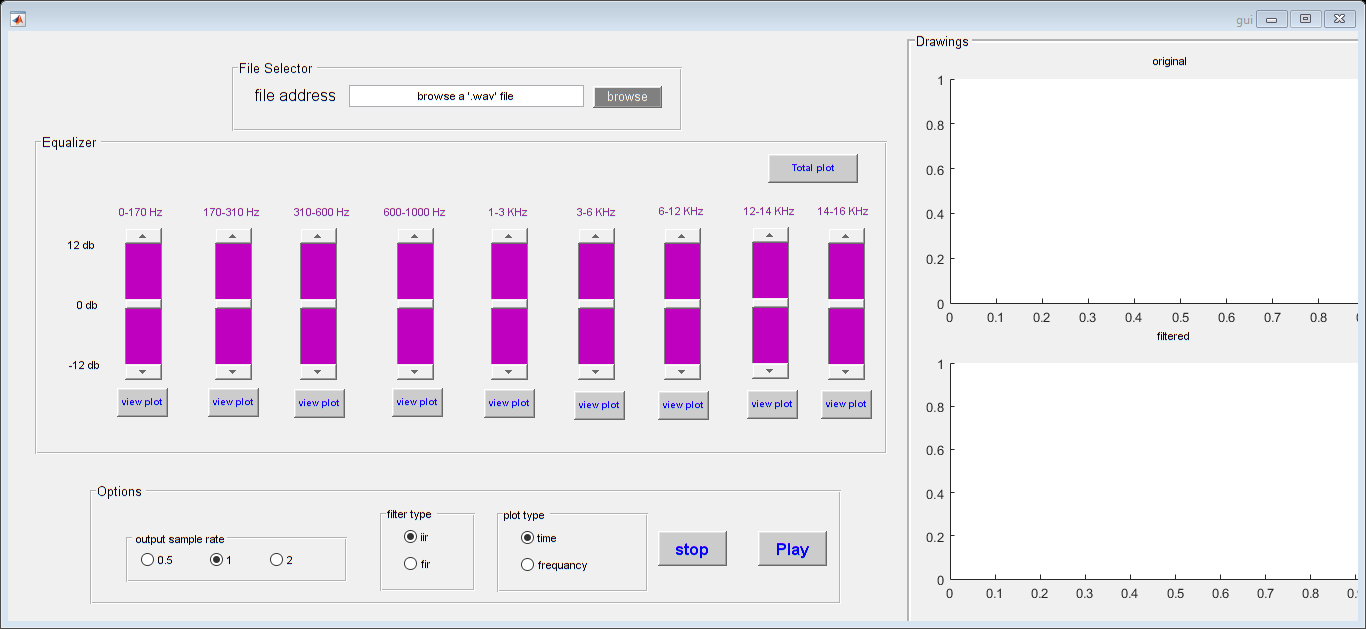 gui
File Selector
file address
browse a '.wav' file
browse
Equalizer
Total plot
0-170 Hz
170-310 Hz
310-600 Hz
600-1000 Hz
1-3 KHz
3-6 KHz
6-12 KHz
12-14 KHz
14-16 KHz
12 db
0 db
-12 db
view plot
view plot
view plot
view plot
view plot
view plot
view plot
view plot
view plot
Options
output sample rate
0.5
1
2
filter type
iir
fir
plot type
time
frequancy
stop
Play
Drawings
original
1
0.8
0.6
0.4
0.2
0
0 0.1 0.2 0.3 0.4 0.5 0.6 0.7 0.8
filtered
1
0.8
0.6
0.4
0.2
0
0 0.1 0.2 0.3 0.4 0.5 0.6 0.7 0.8